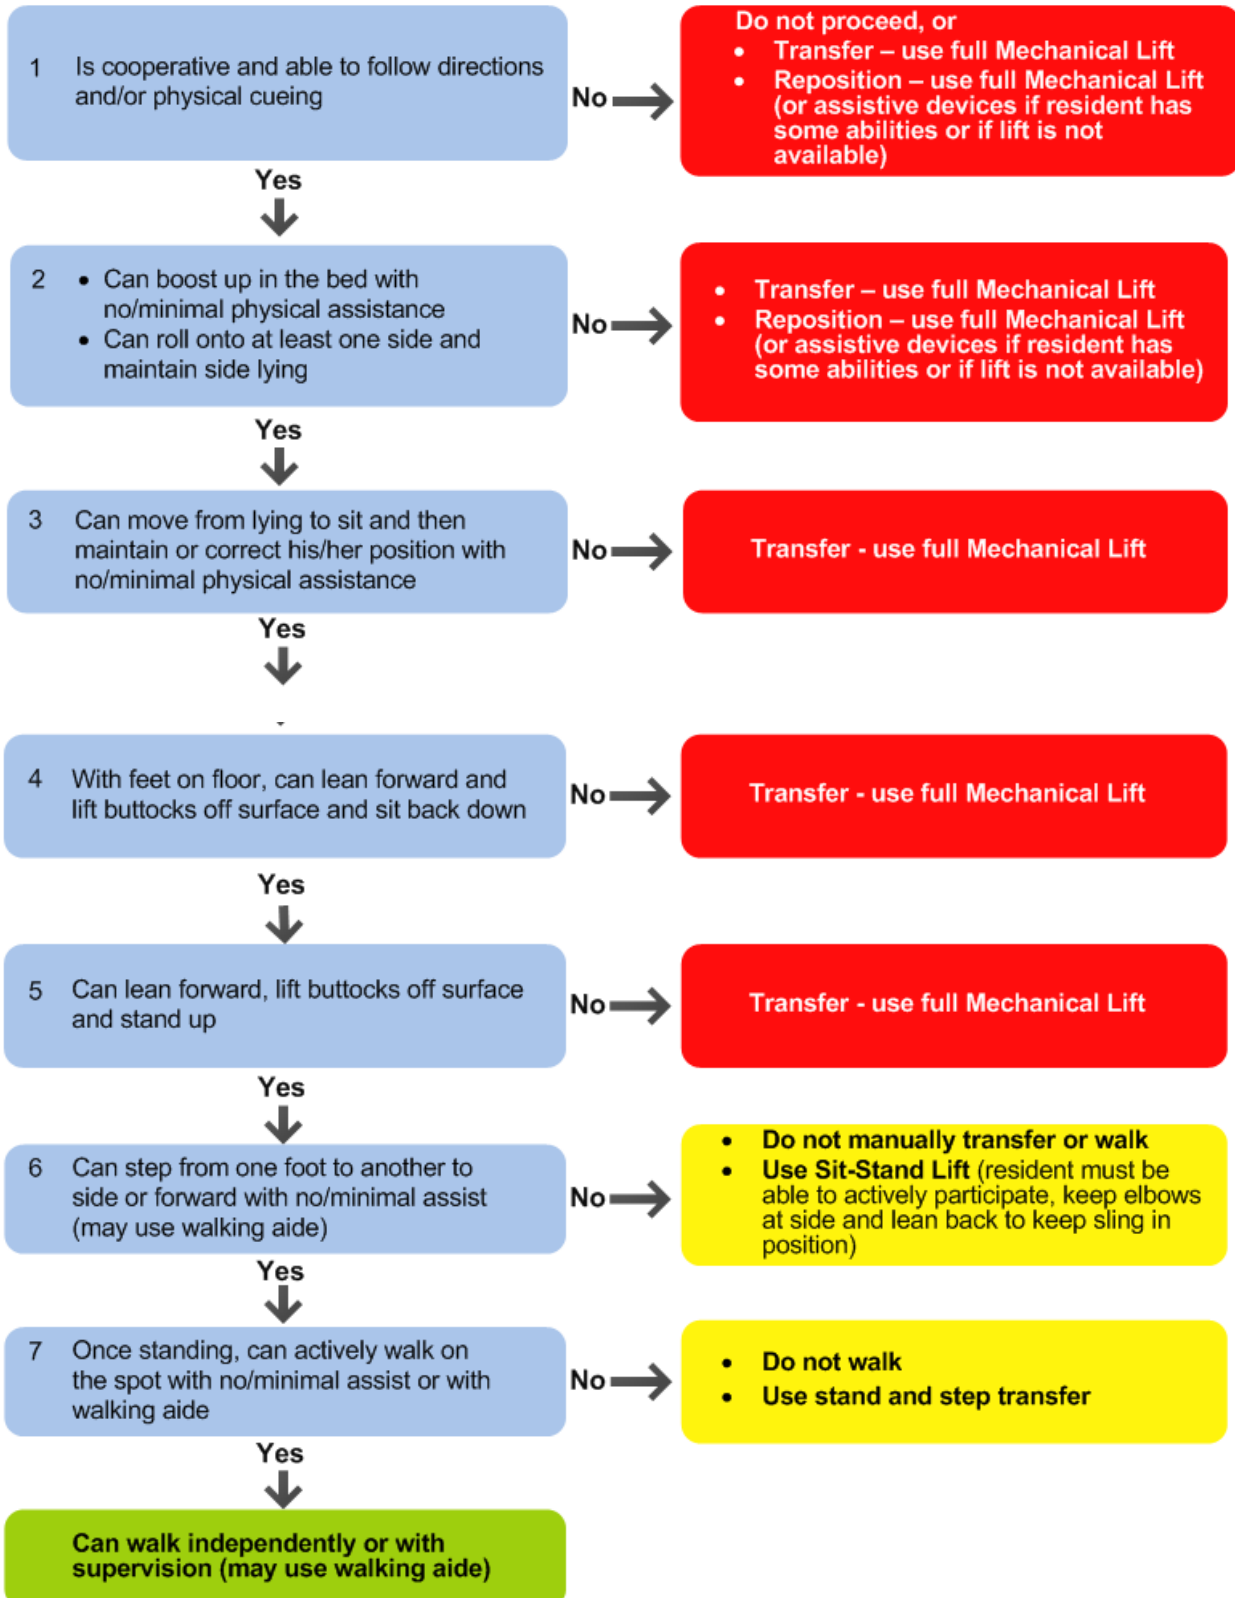 1 Is cooperative and able to follow directions
and/or physical cueing
No
Do not proceed, or
• Transfer – use full Mechanical Lift
• Reposition – use full Mechanical Lift
(or assistive devices if resident has
some abilities or if lift is not
available)
Yes
2 • Can boost up in the bed with
no/minimal physical assistance
• Can roll onto at least one side and
maintain side lying
No
• Transfer – use full Mechanical Lift
• Reposition – use full Mechanical Lift
(or assistive devices if resident has
some abilities or if lift is not available)
Yes
3 Can move from lying to sit and then
maintain or correct his/her position with
no/minimal physical assistance
No
Transfer - use full Mechanical Lift
Yes
4 With feet on floor, can lean forward and
lift buttocks off surface and sit back down
No
Transfer - use full Mechanical Lift
Yes
5 Can lean forward, lift buttocks off surface
and stand up
No
Transfer - use full Mechanical Lift
Yes
6 Can step from one foot to another to
side or forward with no/minimal assist
(may use walking aide)
No
• Do not manually transfer or walk
• Use Sit-Stand Lift (resident must be
able to actively participate, keep elbows
at side and lean back to keep sling in
position)
Yes
7 Once standing, can actively walk on
the spot with no/minimal assist or with
walking aide
No
• Do not walk
• Use stand and step transfer
Yes
Can walk independently or with
supervision (may use walking aide)